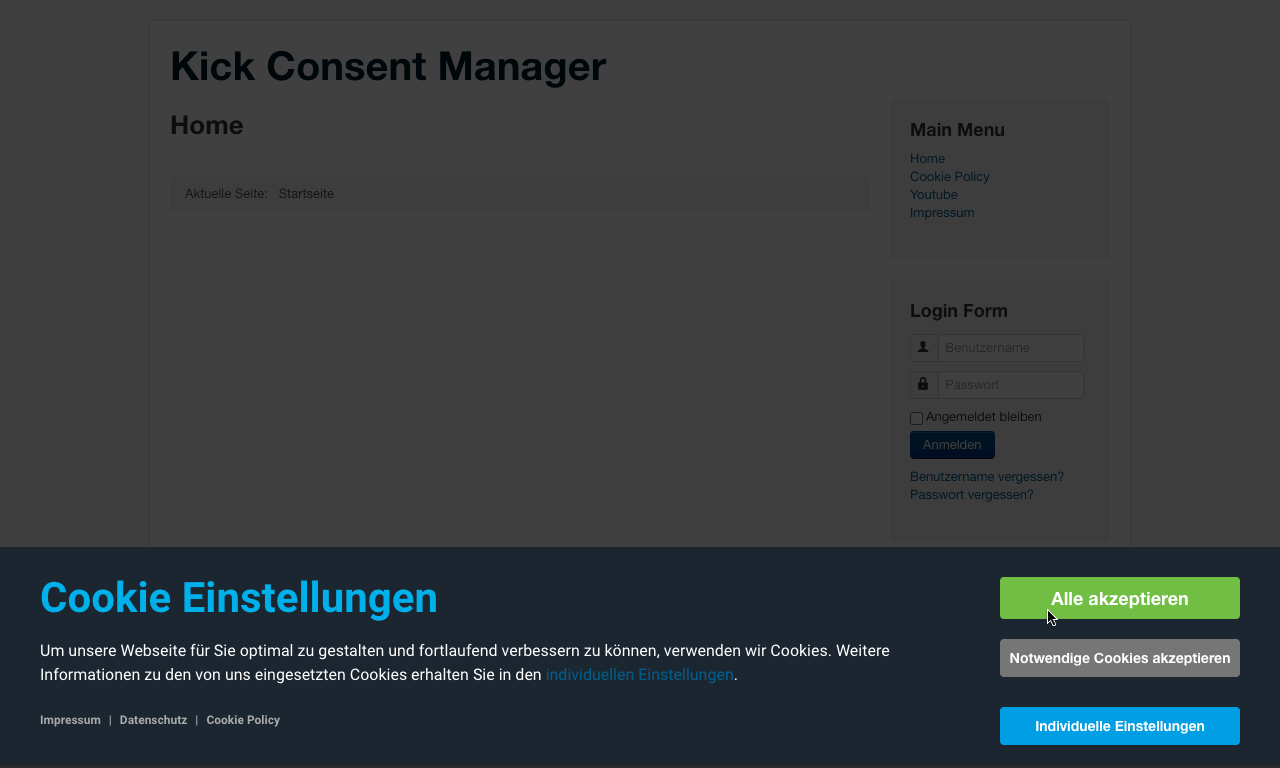 Kick Consent Manager
Home
Aktuelle Seite: Startseite
Main Menu
Home
Cookie Policy
Youtube
Impressum
Login Form
Benutzername
Passwort
Angemeldet bleiben
Anmelden
Benutzername vergessen?
Passwort vergessen?
Cookie Einstellungen
Um unsere Webseite für Sie optimal zu gestalten und fortlaufend verbessern zu können, verwenden wir Cookies. Weitere
Informationen zu den von uns eingesetzten Cookies erhalten Sie in den individuellen Einstellungen.
Impressum | Datenschutz | Cookie Policy
Alle akzeptieren
Notwendige Cookies akzeptieren
Individuelle Einstellungen